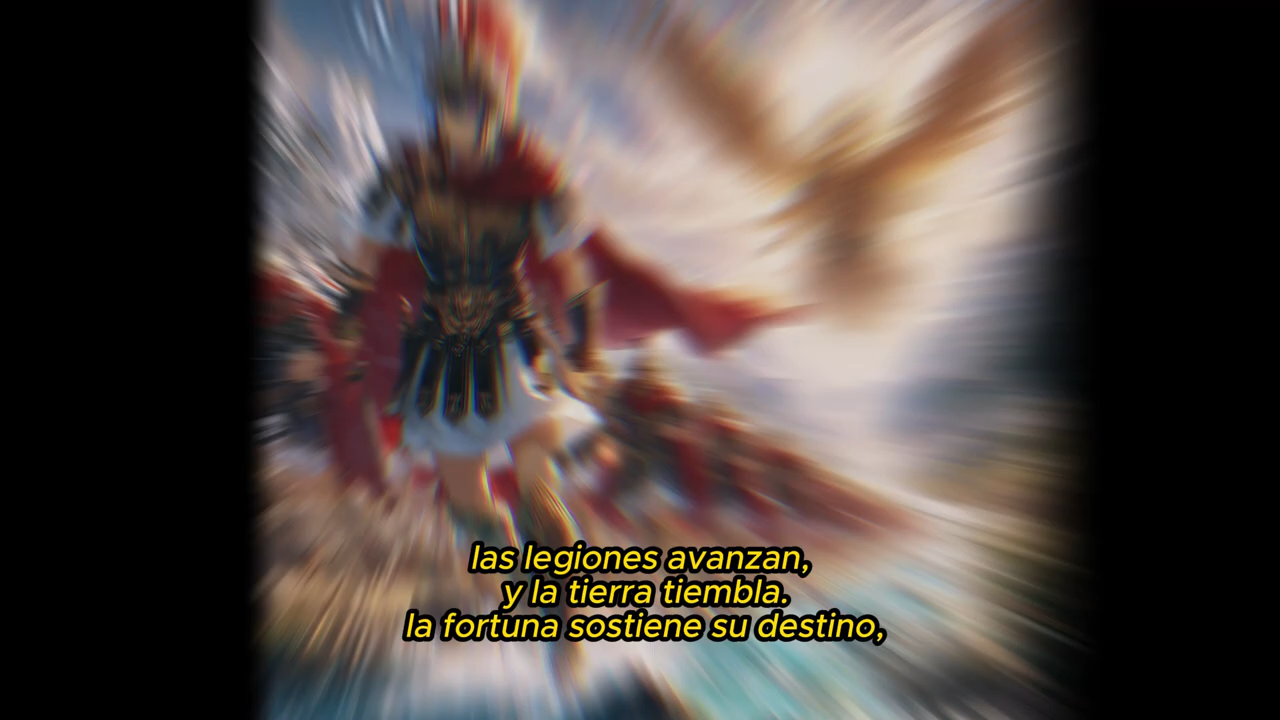 las legiones avanzan,
y la tierra tiembla.
la fortuna sostiene su destino,